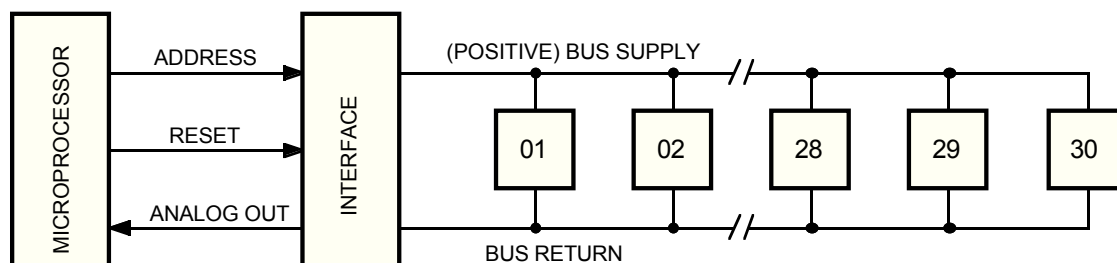 MICROPROCESSOR
ADDRESS
RESET
ANALOG OUT
INTERFACE
(POSITIVE) BUS SUPPLY
01
02
28
29
30
BUS RETURN